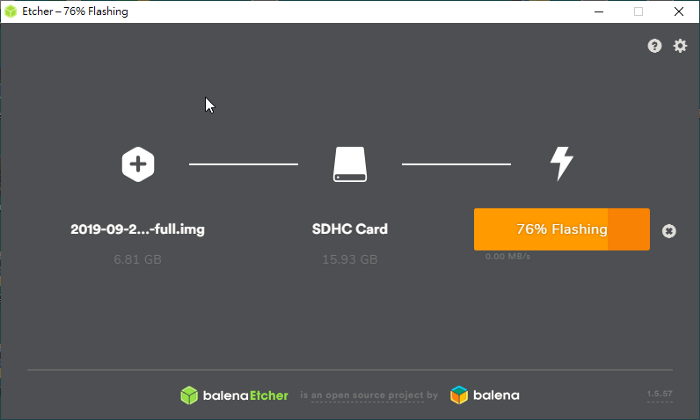 Etcher – 76% Flashing
2019-09-2...-full.img
SDHC Card
76% Flashing
6.81 GB
15.93 GB
0.00 MB/s
balenaEtcher is an open source project by balena
1.5.57